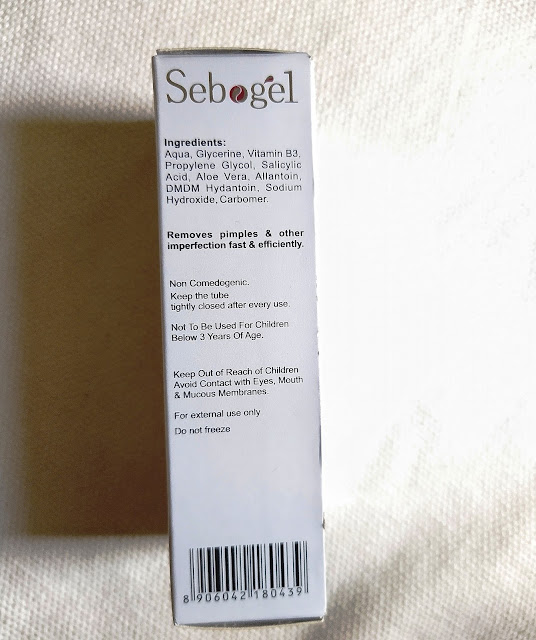 Sebogel
Ingredients:
Aqua, Glycerine, Vitamin B3,
Propylene Glycol, Salicylic
Acid, Aloe Vera, Allantoin,
DMDM Hydantoin, Sodium
Hydroxide, Carbomer.
Removes pimples & other
imperfection fast & efficiently.
Non Comedogenic.
Keep the tube
tightly closed after every use.
Not To Be Used For Children
Below 3 Years Of Age.
Keep Out of Reach of Children
Avoid Contact with Eyes, Mouth
& Mucous Membranes.
For external use only
Do not freeze
8 906042 180439